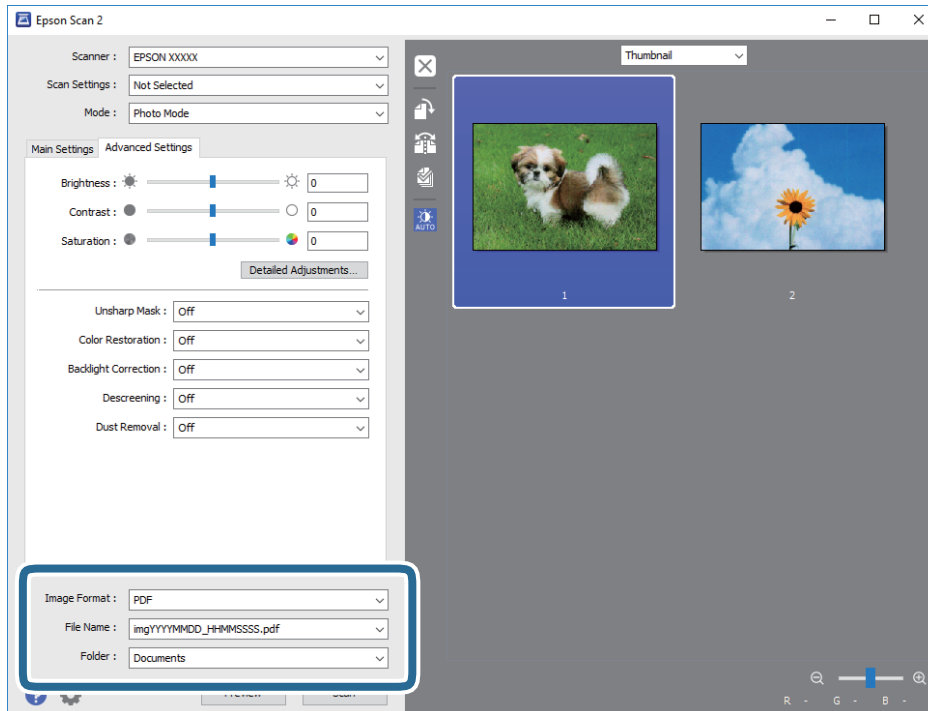 Epson Scan 2
Scanner : EPSON XXXXX
Scan Settings : Not Selected
Mode : Photo Mode
Main Settings Advanced Settings
Brightness : 0
Contrast : 0
Saturation : 0
Detailed Adjustments...
Unsharp Mask : Off
Color Restoration : Off
Backlight Correction : Off
Descreening : Off
Dust Removal : Off
Image Format : PDF
File Name : imgYYYYMMDD_HHMMSSSS.pdf
Folder : Documents
Preview Scan
Thumbnail
AUTO
1 2
R - G - B -